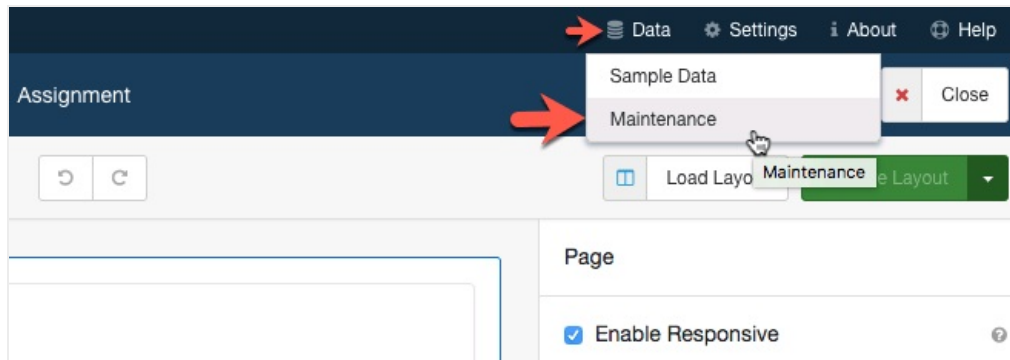 Data Settings About Help
Sample Data
Assignment
Close
Maintenance
Load Layo
Maintenance
e Layout
Page
Enable Responsive